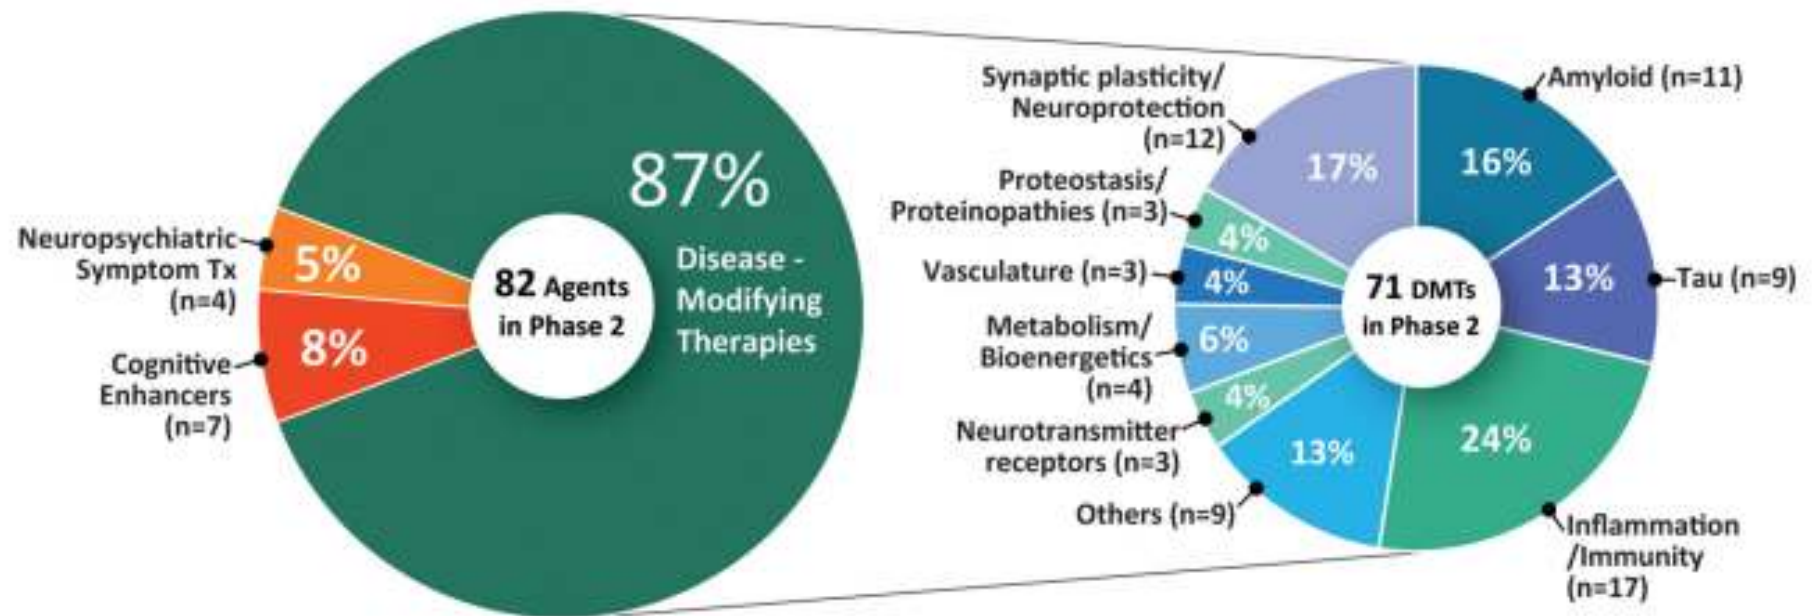 87%
Disease -
Modifying
Therapies
82 Agents
in Phase 2
Neuropsychiatric
Symptom Tx
(n=4)
5%
Cognitive
Enhancers
(n=7)
8%
71 DMTs
in Phase 2
Synaptic plasticity/
Neuroprotection
(n=12)
17%
Amyloid (n=11)
16%
Proteostasis/
Proteinopathies (n=3)
4%
Vasculature (n=3)
4%
Tau (n=9)
13%
Metabolism/
Bioenergetics
(n=4)
6%
Neurotransmitter
receptors (n=3)
4%
Others (n=9)
13%
Inflammation
/Immunity
(n=17)
24%